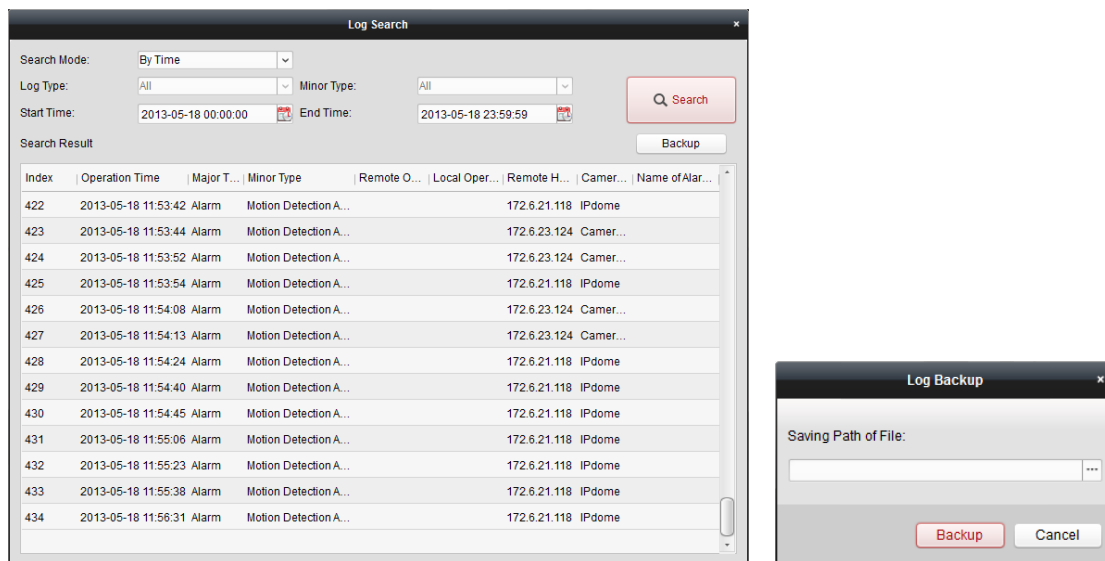 Log Search ×
Search Mode: By Time
Log Type: All Minor Type: All
Search
Start Time: 2013-05-18 00:00:00 End Time: 2013-05-18 23:59:59
Search Result Backup
Index Operation Time Major T... Minor Type Remote O... Local Oper... Remote H... Camer... Name of Alar...
422 2013-05-18 11:53:42 Alarm Motion Detection A... 172.6.21.118 IPdome
423 2013-05-18 11:53:44 Alarm Motion Detection A... 172.6.23.124 Camer...
424 2013-05-18 11:53:52 Alarm Motion Detection A... 172.6.23.124 Camer...
425 2013-05-18 11:53:54 Alarm Motion Detection A... 172.6.21.118 IPdome
426 2013-05-18 11:54:08 Alarm Motion Detection A... 172.6.23.124 Camer...
427 2013-05-18 11:54:13 Alarm Motion Detection A... 172.6.23.124 Camer...
428 2013-05-18 11:54:24 Alarm Motion Detection A... 172.6.21.118 IPdome
429 2013-05-18 11:54:40 Alarm Motion Detection A... 172.6.21.118 IPdome
430 2013-05-18 11:54:45 Alarm Motion Detection A... 172.6.21.118 IPdome
431 2013-05-18 11:55:06 Alarm Motion Detection A... 172.6.21.118 IPdome
432 2013-05-18 11:55:23 Alarm Motion Detection A... 172.6.21.118 IPdome
433 2013-05-18 11:55:38 Alarm Motion Detection A... 172.6.21.118 IPdome
434 2013-05-18 11:56:31 Alarm Motion Detection A... 172.6.21.118 IPdome
Log Backup ×
Saving Path of File:
...
Backup Cancel